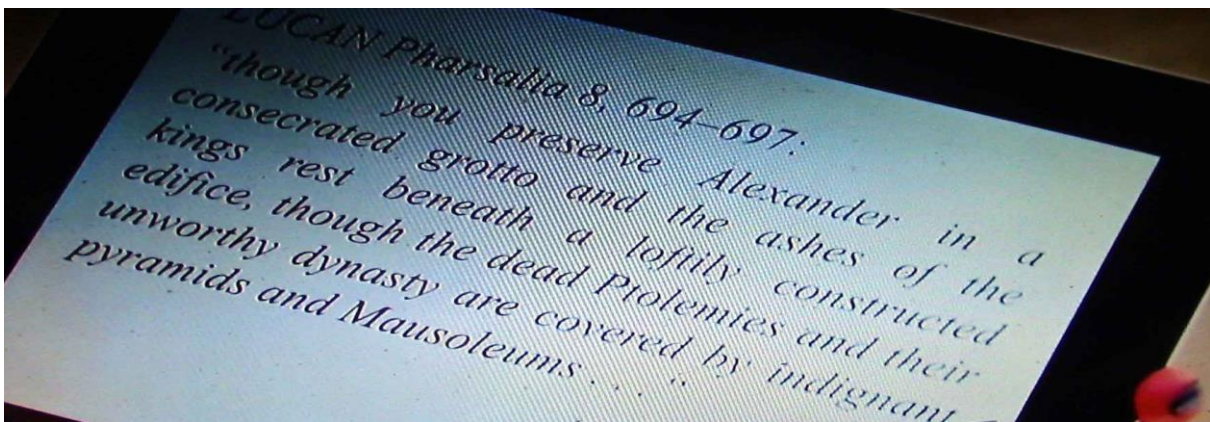 LUCAN Pharsalia 8, 694–697:
“though you preserve Alexander in a
consecrated grotto and the ashes of the
kings rest beneath a loftily constructed
edifice, though the dead Ptolemies and their
unworthy dynasty are covered by indignant
pyramids and Mausoleums . . . “